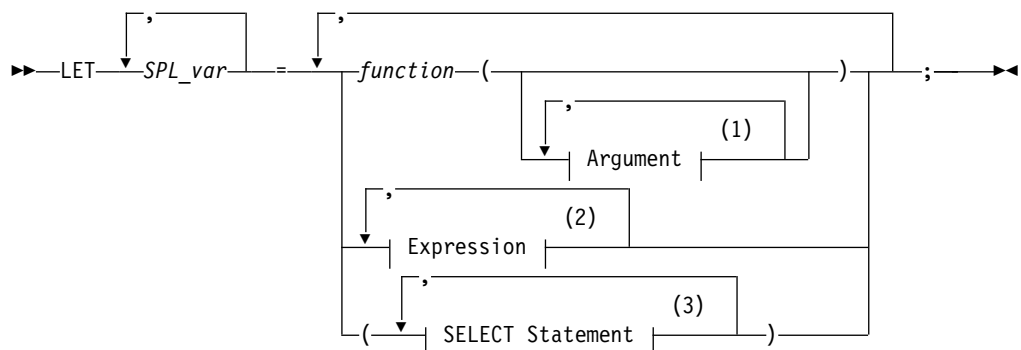 , ,
LET SPL_var = function ( ) ;
,
(1)
Argument
,
(2)
Expression
,
(3)
( SELECT Statement )